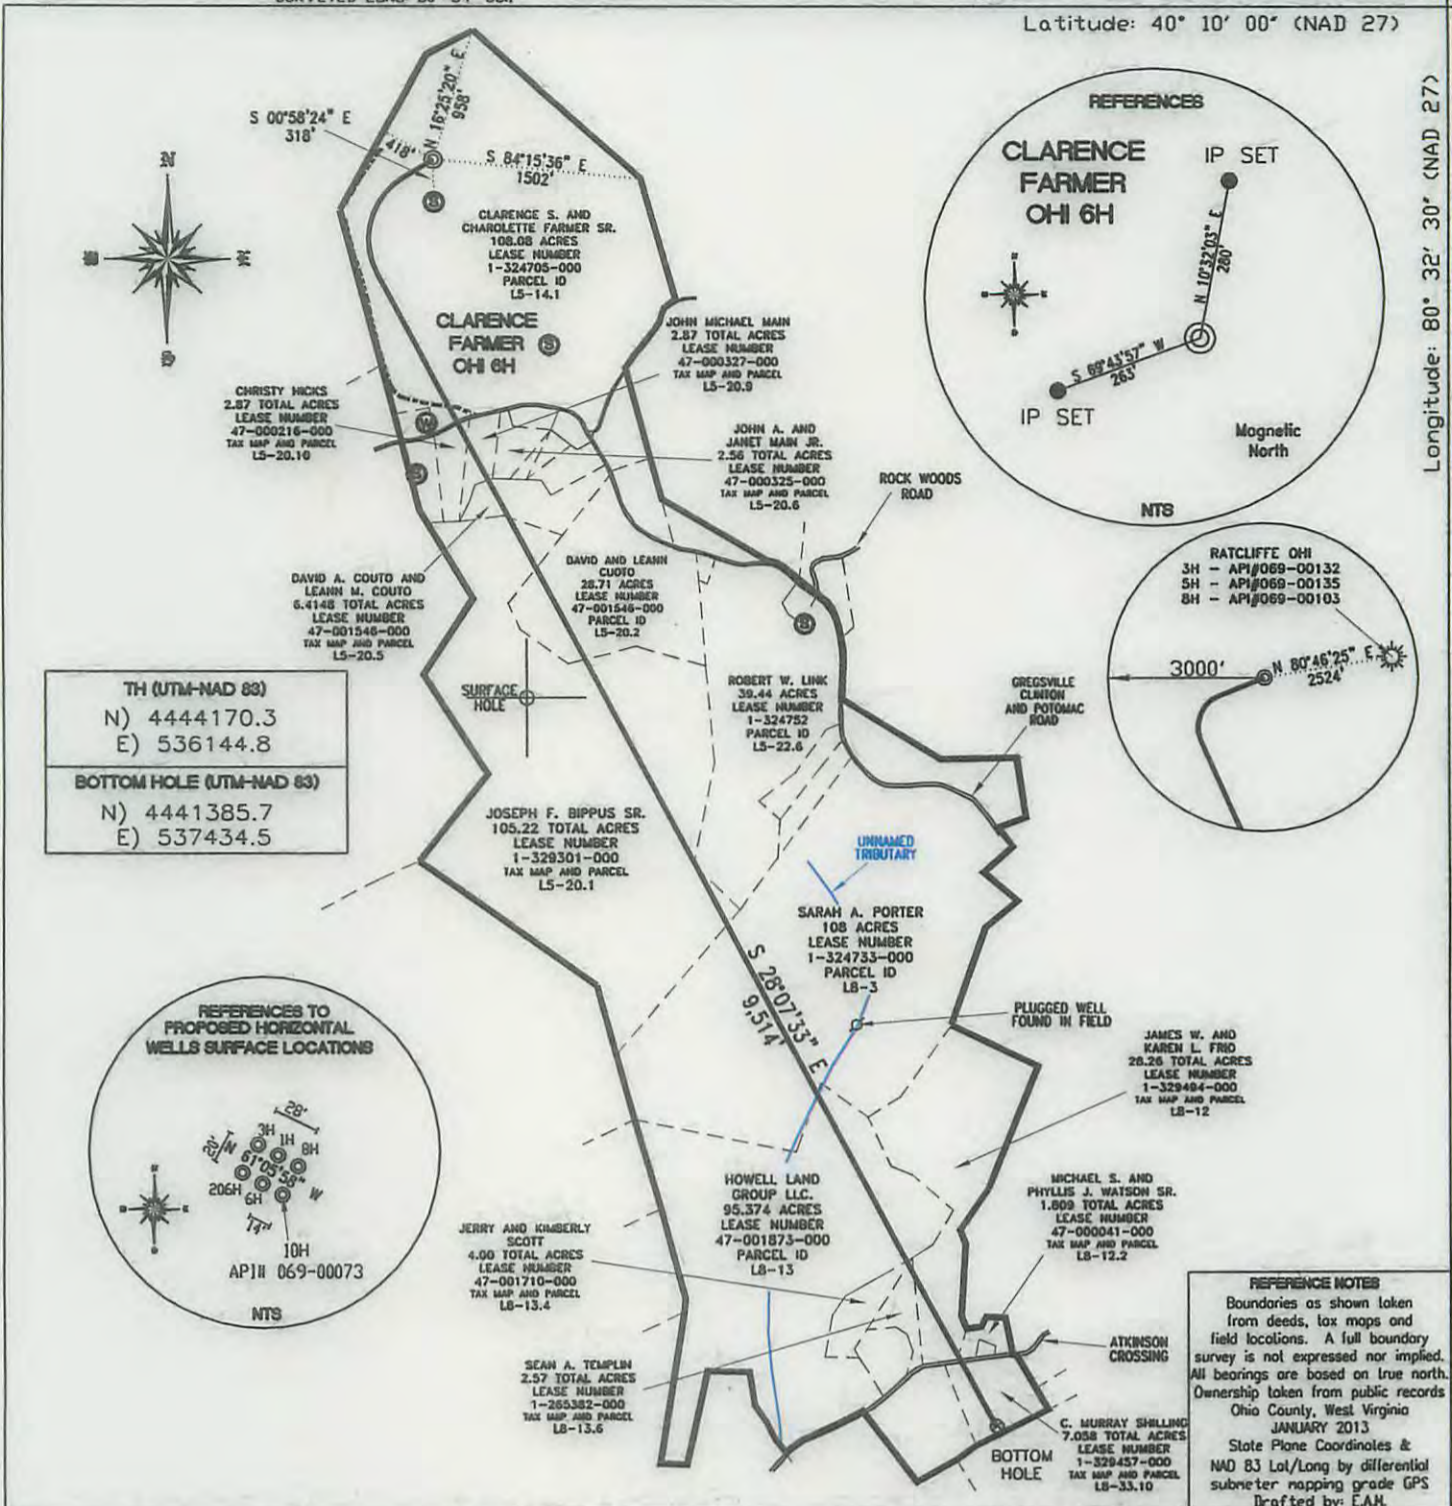 Latitude: 40° 10' 00" (NAD 27)
Longitude: 80° 32' 30" (NAD 27)
S 00°58'24" E
318'
418'
N 16°25'20" E
958'
S 84°15'36" E
1502'
N
S
S
CLARENCE S. AND
CHAROLETTE FARMER SR.
108.08 ACRES
LEASE NUMBER
1-324705-000
PARCEL ID
L5-14.1
CLARENCE
FARMER
OHI 6H
S
REFERENCES
CLARENCE
FARMER
OHI 6H
IP SET
N 10°32'03" E
280'
S 69°43'57" W
263'
IP SET
Magnetic
North
NTS
JOHN MICHAEL MAIN
2.87 TOTAL ACRES
LEASE NUMBER
47-000327-000
TAX MAP AND PARCEL
L5-20.9
CHRISTY HICKS
2.87 TOTAL ACRES
LEASE NUMBER
47-000216-000
TAX MAP AND PARCEL
L5-20.10
W
S
JOHN A. AND
JANET MAIN JR.
2.56 TOTAL ACRES
LEASE NUMBER
47-000325-000
TAX MAP AND PARCEL
L5-20.6
ROCK WOODS
ROAD
S
RATCLIFFE OHI
3H - API#069-00132
5H - API#069-00135
8H - API#069-00103
3000'
N 80°46'25" E
2524'
DAVID A. COUTO AND
LEANN M. COUTO
6.4148 TOTAL ACRES
LEASE NUMBER
47-001546-000
TAX MAP AND PARCEL
L5-20.5
DAVID AND LEANN
CUOTO
28.71 ACRES
LEASE NUMBER
47-001546-000
PARCEL ID
L5-20.2
SURFACE
HOLE
ROBERT W. LINK
39.44 ACRES
LEASE NUMBER
1-324752
PARCEL ID
L5-22.6
GREGSVILLE
CLINTON
AND POTOMAC
ROAD
TH (UTM-NAD 83)
N) 4444170.3
E) 536144.8
BOTTOM HOLE (UTM-NAD 83)
N) 4441385.7
E) 537434.5
JOSEPH F. BIPPUS SR.
105.22 TOTAL ACRES
LEASE NUMBER
1-329301-000
TAX MAP AND PARCEL
L5-20.1
UNNAMED
TRIBUTARY
SARAH A. PORTER
108 ACRES
LEASE NUMBER
1-324733-000
PARCEL ID
L8-3
S 28°07'33" E
9,514'
PLUGGED WELL
FOUND IN FIELD
JAMES W. AND
KAREN L. FRIO
26.26 TOTAL ACRES
LEASE NUMBER
1-329494-000
TAX MAP AND PARCEL
L8-12
REFERENCES TO
PROPOSED HORIZONTAL
WELLS SURFACE LOCATIONS
28'
20'
3H
1H
8H
N 61°05'58" W
206H
6H
14'
10H
API# 069-00073
NTS
HOWELL LAND
GROUP LLC.
95.374 ACRES
LEASE NUMBER
47-001873-000
PARCEL ID
L8-13
MICHAEL S. AND
PHYLLIS J. WATSON SR.
1.809 TOTAL ACRES
LEASE NUMBER
47-000041-000
TAX MAP AND PARCEL
L8-12.2
JERRY AND KIMBERLY
SCOTT
4.00 TOTAL ACRES
LEASE NUMBER
47-001710-000
TAX MAP AND PARCEL
L8-13.4
SEAN A. TEMPLIN
2.57 TOTAL ACRES
LEASE NUMBER
1-265382-000
TAX MAP AND PARCEL
L8-13.6
ATKINSON
CROSSING
BOTTOM
HOLE
C. MURRAY SHILLING
7.058 TOTAL ACRES
LEASE NUMBER
1-329457-000
TAX MAP AND PARCEL
L8-33.10
REFERENCE NOTES
Boundaries as shown taken
from deeds, tax maps and
field locations. A full boundary
survey is not expressed nor implied.
All bearings are based on true north.
Ownership taken from public records
Ohio County, West Virginia
JANUARY 2013
State Plane Coordinates &
NAD 83 Lat/Long by differential
submeter mapping grade GPS
Drafted by: E.A.N.